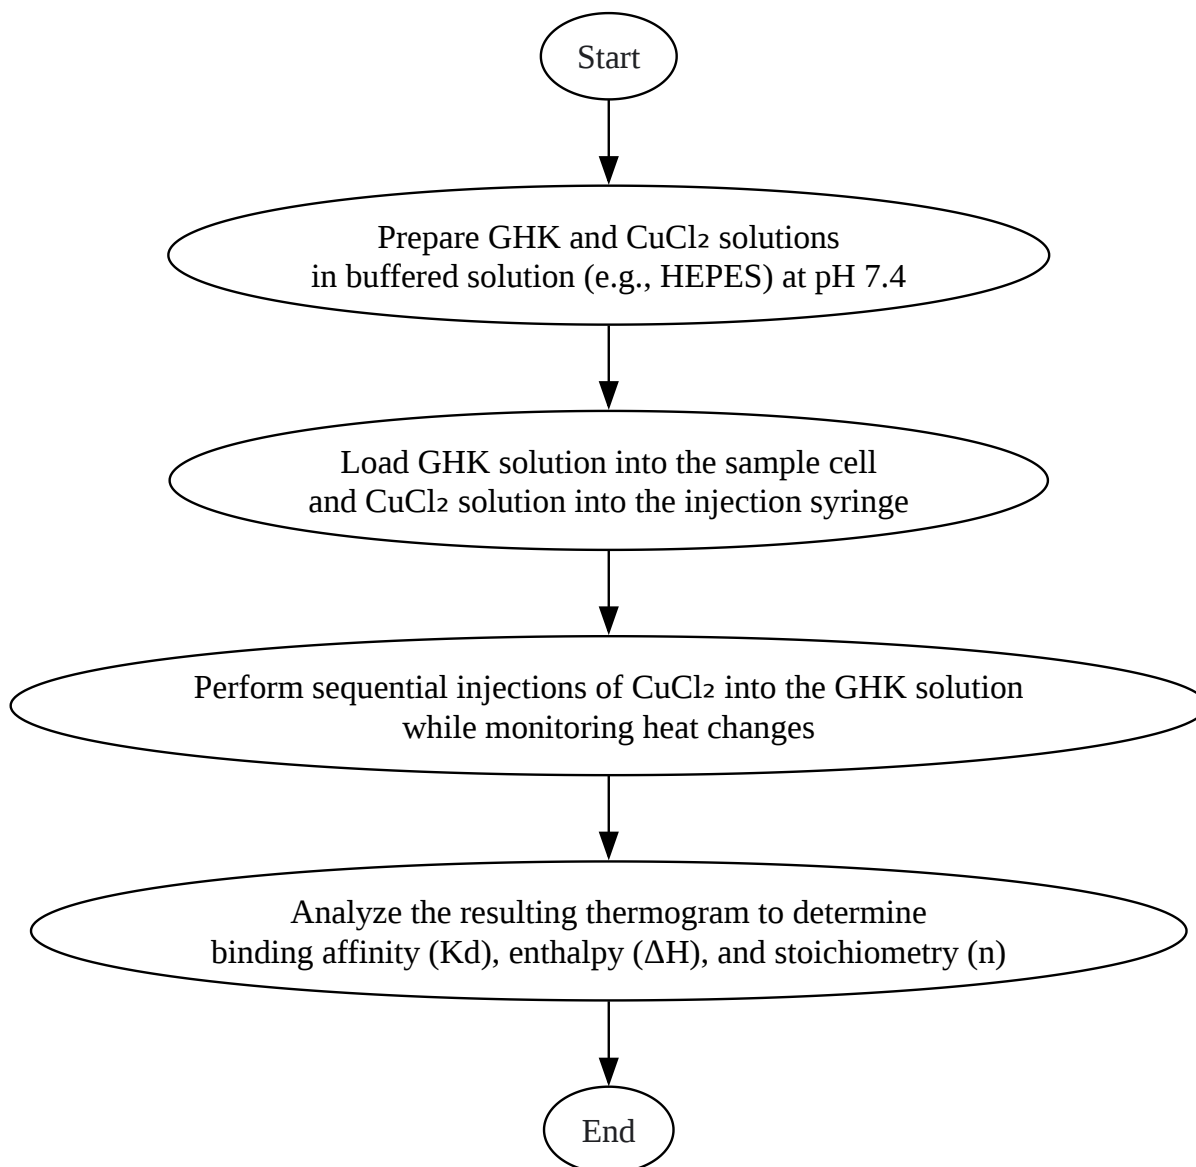 Start
Prepare GHK and CuCl₂ solutions
in buffered solution (e.g., HEPES) at pH 7.4
Load GHK solution into the sample cell
and CuCl₂ solution into the injection syringe
Perform sequential injections of CuCl₂ into the GHK solution
while monitoring heat changes
Analyze the resulting thermogram to determine
binding affinity (Kd), enthalpy (ΔH), and stoichiometry (n)
End